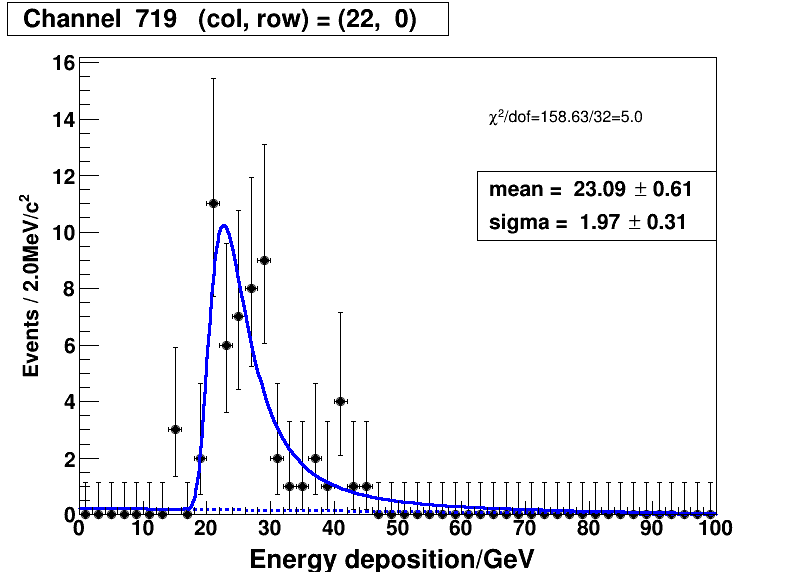 Channel 719 (col, row) = (22, 0)
16
14
12
10
8
6
4
2
0
Events / 2.0MeV/c²
χ²/dof=158.63/32=5.0
mean = 23.09 ± 0.61
sigma = 1.97 ± 0.31
0 10 20 30 40 50 60 70 80 90 100
Energy deposition/GeV